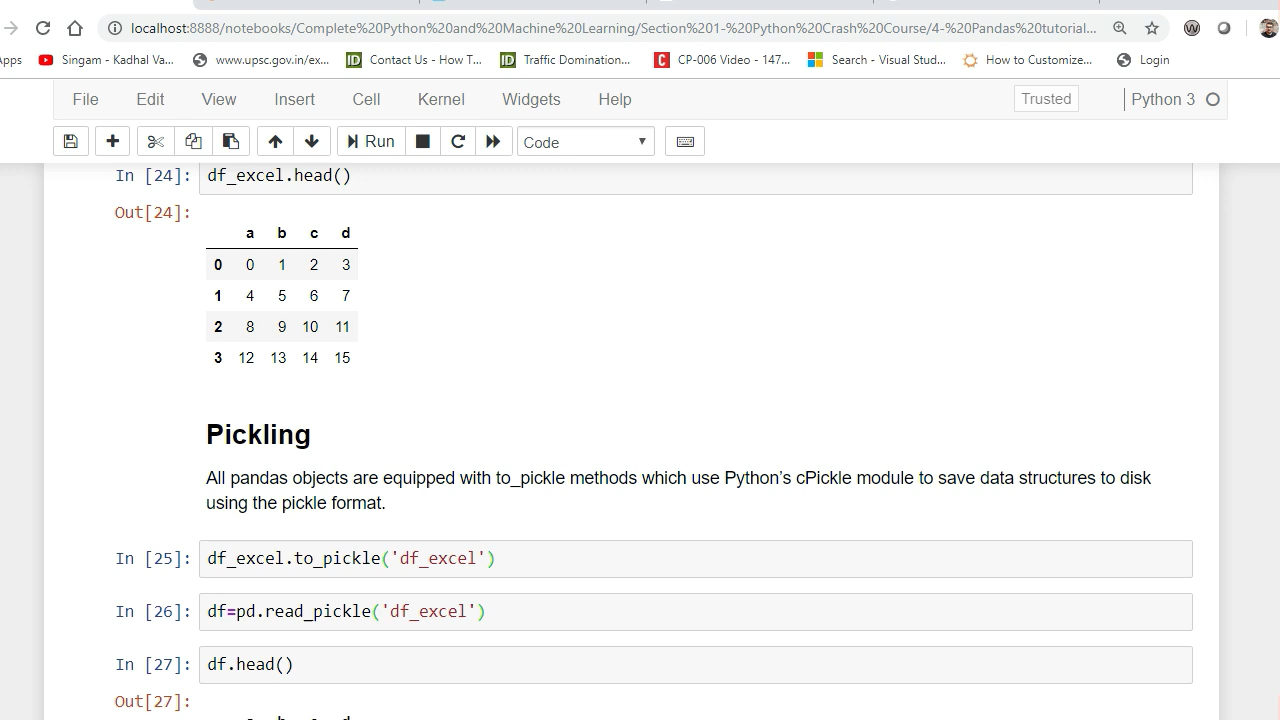 localhost:8888/notebooks/Complete%20Python%20and%20Machine%20Learning/Section%201-%20Python%20Crash%20Course/4-%20Pandas%20tutorial...
pps Singam - Kadhal Va... www.upsc.gov.in/ex... ID Contact Us - How T... ID Traffic Domination... C CP-006 Video - 147... Search - Visual Stud... How to Customize... Login
File Edit View Insert Cell Kernel Widgets Help Trusted Python 3
Run Code
In [24]: df_excel.head()
Out[24]:
a b c d
0 0 1 2 3
1 4 5 6 7
2 8 9 10 11
3 12 13 14 15
Pickling
All pandas objects are equipped with to_pickle methods which use Python’s cPickle module to save data structures to disk
using the pickle format.
In [25]: df_excel.to_pickle('df_excel')
In [26]: df=pd.read_pickle('df_excel')
In [27]: df.head()
Out[27]: